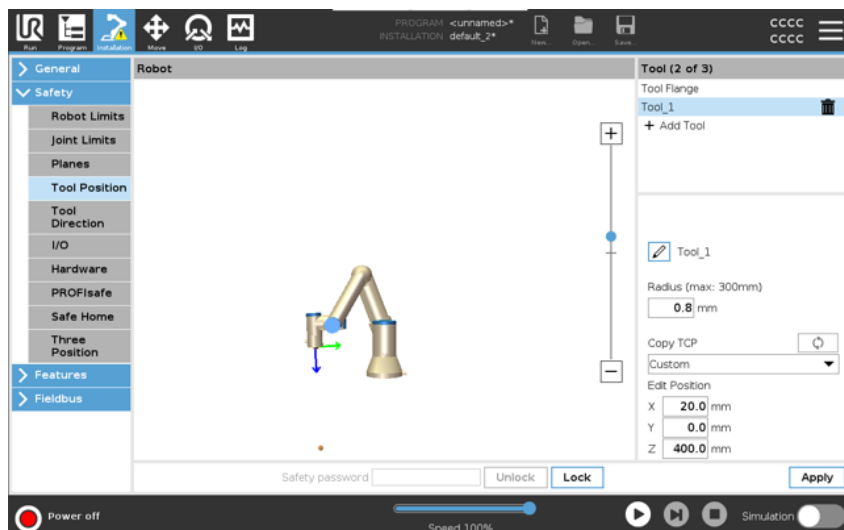 PROGRAM <unnamed>*
INSTALLATION default_2*
CCCC
CCCC
UR
Run
Program
Installation
Move
I/O
Log
New...
Open...
Save...
General
Safety
Robot Limits
Joint Limits
Planes
Tool Position
Tool
Direction
I/O
Hardware
PROFIsafe
Safe Home
Three
Position
Features
Fieldbus
Robot
Tool (2 of 3)
Tool Flange
Tool_1
+ Add Tool
Tool_1
Radius (max: 300mm)
0.8 mm
Copy TCP
Custom
Edit Position
X 20.0 mm
Y 0.0 mm
Z 400.0 mm
Safety password
Unlock
Lock
Apply
Power off
Speed 100%
Simulation